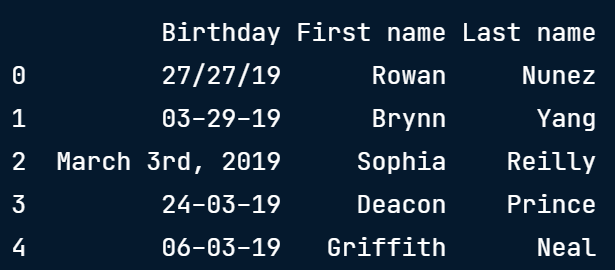 Birthday First name Last name
0 27/27/19 Rowan Nunez
1 03-29-19 Brynn Yang
2 March 3rd, 2019 Sophia Reilly
3 24-03-19 Deacon Prince
4 06-03-19 Griffith Neal